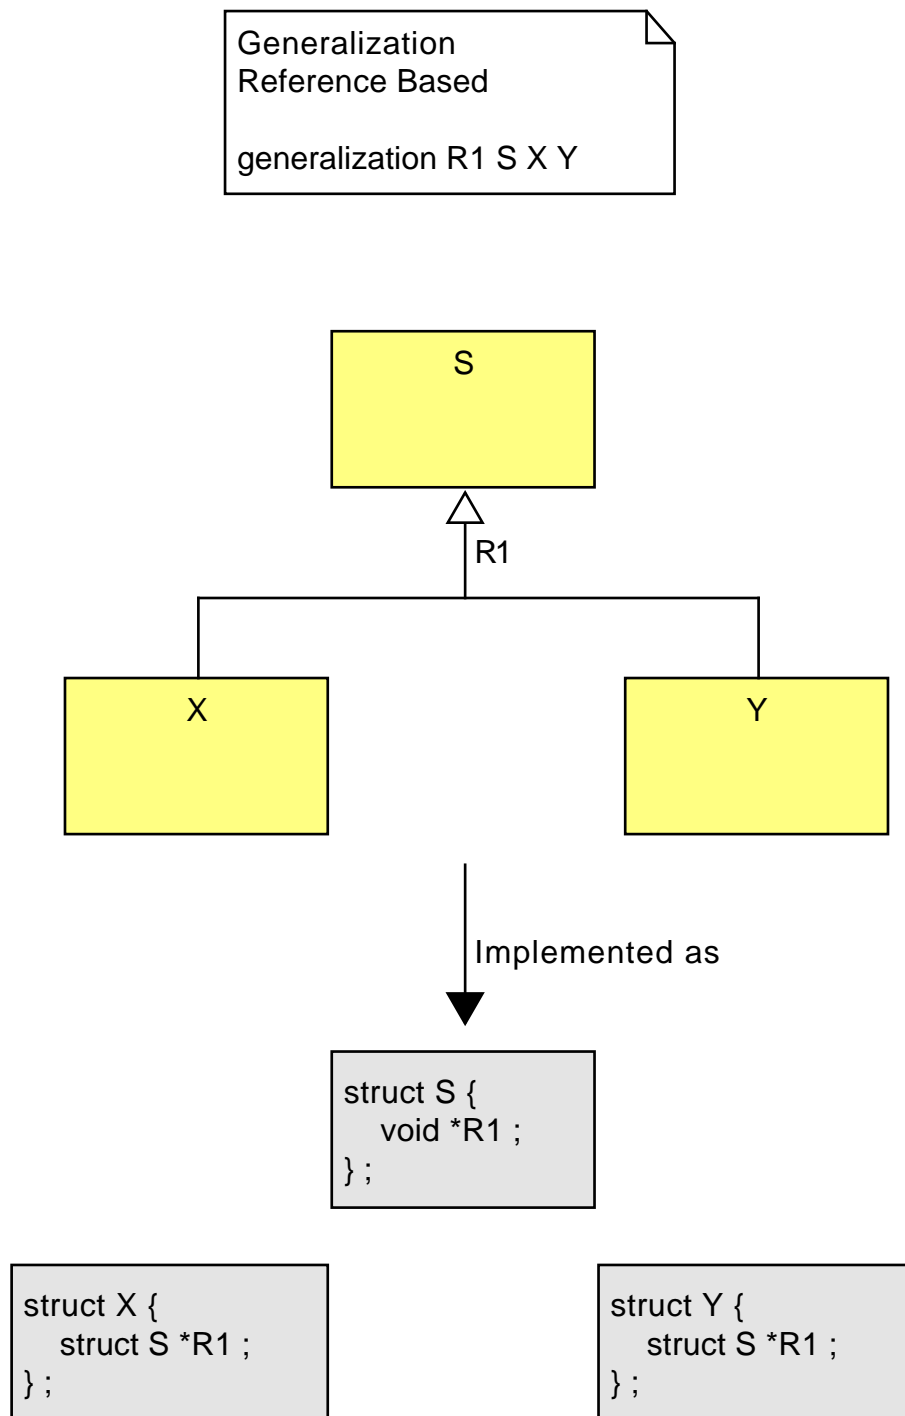 Generalization
Reference Based
generalization R1 S X Y
S
R1
X
Y
Implemented as
struct S {
void *R1 ;
} ;
struct X {
struct S *R1 ;
} ;
struct Y {
struct S *R1 ;
} ;